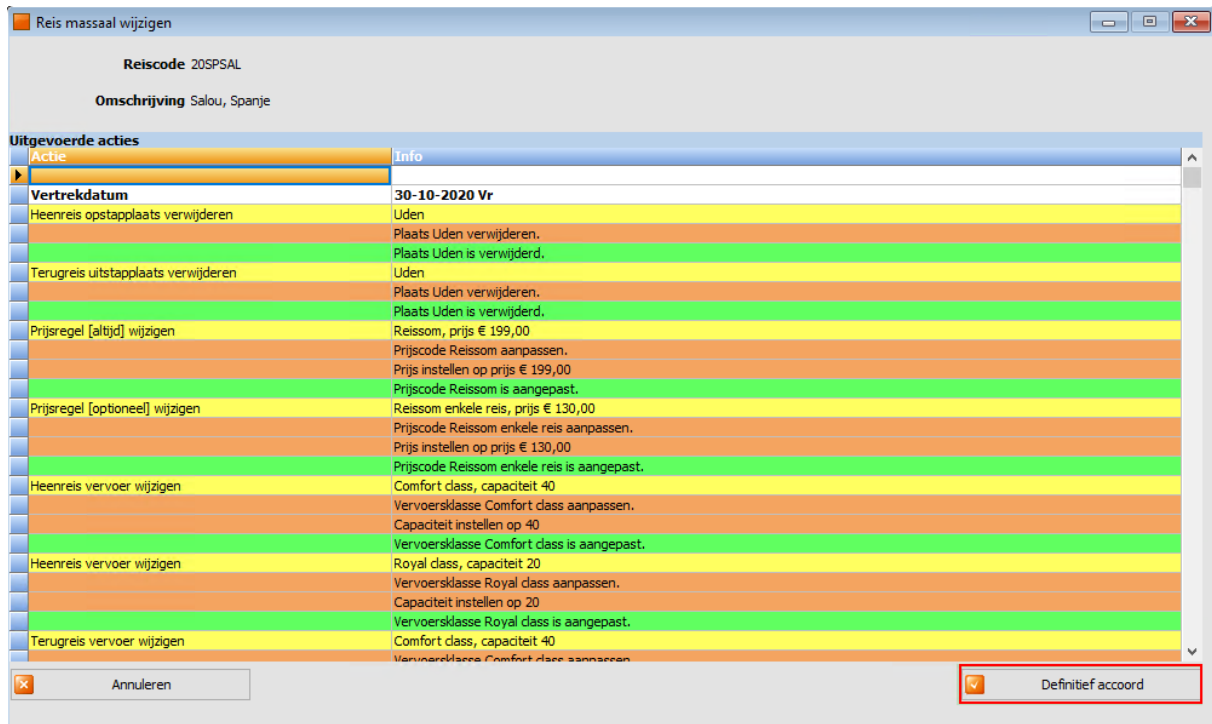 Reis massaal wijzigen
Reiscode 20SPSAL
Omschrijving Salou, Spanje
Uitgevoerde acties
Actie Info
Vertrekdatum 30-10-2020 Vr
Heenreis opstapplaats verwijderen Uden
Plaats Uden verwijderen.
Plaats Uden is verwijderd.
Terugreis uitstapplaats verwijderen Uden
Plaats Uden verwijderen.
Plaats Uden is verwijderd.
Prijsregel [altijd] wijzigen Reissom, prijs € 199,00
Prijscode Reissom aanpassen.
Prijs instellen op prijs € 199,00
Prijscode Reissom is aangepast.
Prijsregel [optioneel] wijzigen Reissom enkele reis, prijs € 130,00
Prijscode Reissom enkele reis aanpassen.
Prijs instellen op prijs € 130,00
Prijscode Reissom enkele reis is aangepast.
Heenreis vervoer wijzigen Comfort class, capaciteit 40
Vervoersklasse Comfort class aanpassen.
Capaciteit instellen op 40
Vervoersklasse Comfort class is aangepast.
Heenreis vervoer wijzigen Royal class, capaciteit 20
Vervoersklasse Royal class aanpassen.
Capaciteit instellen op 20
Vervoersklasse Royal class is aangepast.
Terugreis vervoer wijzigen Comfort class, capaciteit 40
Vervoersklasse Comfort class aanpassen
Annuleren Definitief accoord